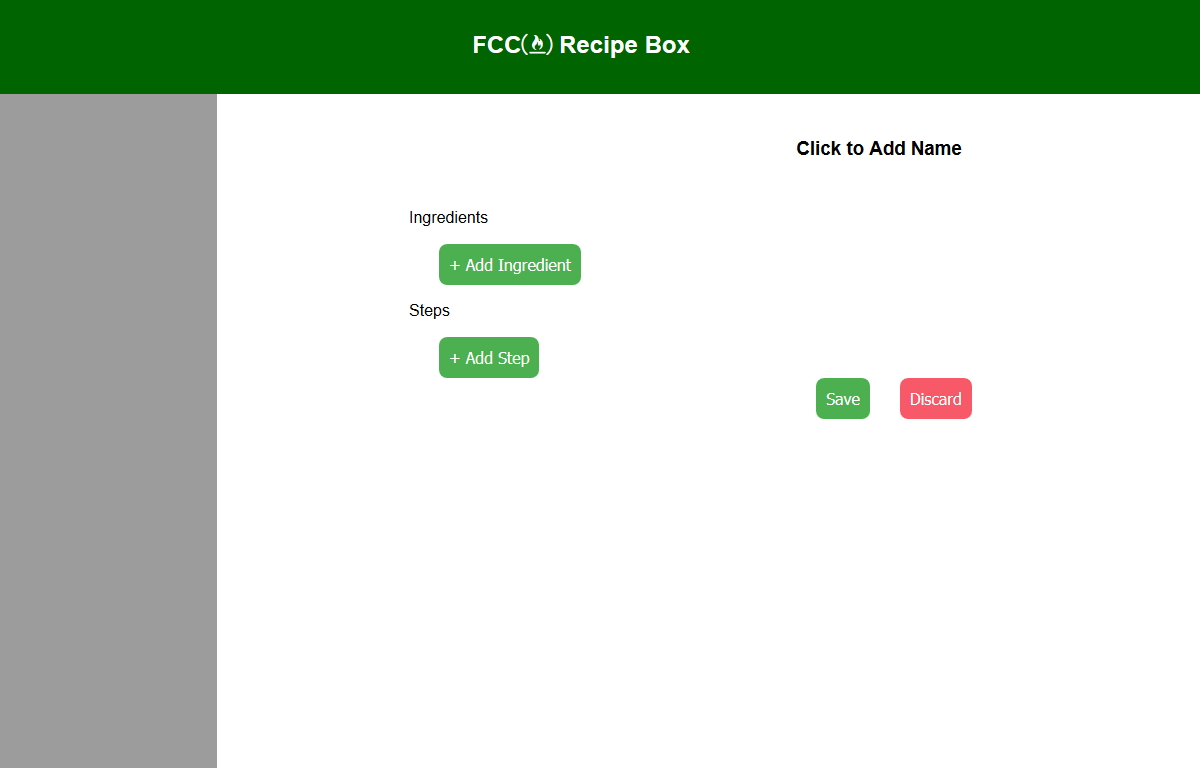 FCC Recipe Box
Click to Add Name
Ingredients
+ Add Ingredient
Steps
+ Add Step
Save
Discard